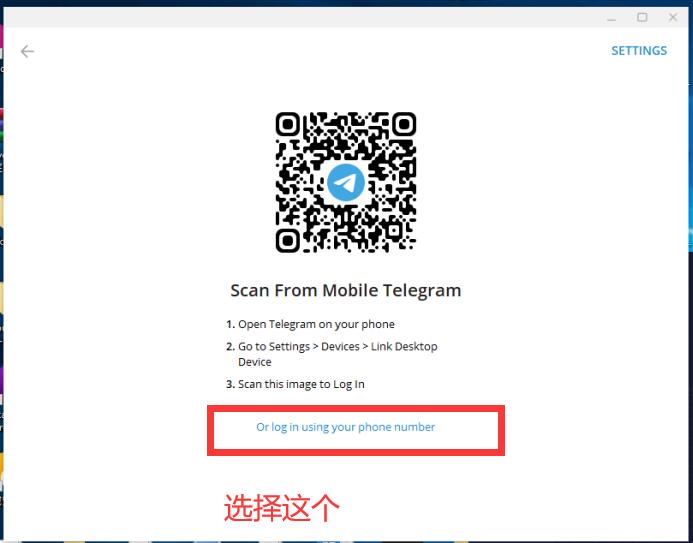 SETTINGS
Scan From Mobile Telegram
1. Open Telegram on your phone
2. Go to Settings > Devices > Link Desktop
Device
3. Scan this image to Log In
Or log in using your phone number
选择这个